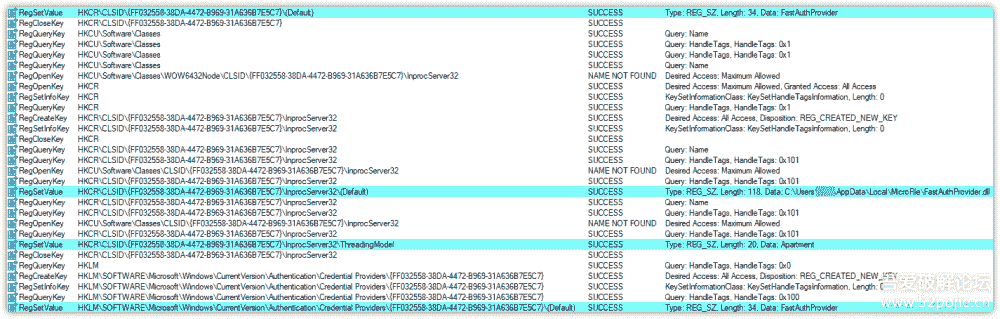 RegSetValue HKCR\CLSID\{FF032558-38DA-4472-B969-31A636B7E5C7}\(Default) SUCCESS Type: REG_SZ, Length: 34, Data: FastAuthProvider
RegCloseKey HKCR\CLSID\{FF032558-38DA-4472-B969-31A636B7E5C7} SUCCESS
RegQueryKey HKCU\Software\Classes SUCCESS Query: Name
RegQueryKey HKCU\Software\Classes SUCCESS Query: HandleTags, HandleTags: 0x1
RegQueryKey HKCU\Software\Classes SUCCESS Query: HandleTags, HandleTags: 0x1
RegQueryKey HKCU\Software\Classes SUCCESS Query: Name
RegOpenKey HKCU\Software\Classes\WOW6432Node\CLSID\{FF032558-38DA-4472-B969-31A636B7E5C7}\InprocServer32 NAME NOT FOUND Desired Access: Maximum Allowed
RegOpenKey HKCR SUCCESS Desired Access: Maximum Allowed, Granted Access: All Access
RegSetInfoKey HKCR SUCCESS KeySetInformationClass: KeySetHandleTagsInformation, Length: 0
RegQueryKey HKCR SUCCESS Query: HandleTags, HandleTags: 0x1
RegCreateKey HKCR\CLSID\{FF032558-38DA-4472-B969-31A636B7E5C7}\InprocServer32 SUCCESS Desired Access: All Access, Disposition: REG_CREATED_NEW_KEY
RegSetInfoKey HKCR\CLSID\{FF032558-38DA-4472-B969-31A636B7E5C7}\InprocServer32 SUCCESS KeySetInformationClass: KeySetHandleTagsInformation, Length: 0
RegCloseKey HKCR SUCCESS
RegQueryKey HKCR\CLSID\{FF032558-38DA-4472-B969-31A636B7E5C7}\InprocServer32 SUCCESS Query: Name
RegQueryKey HKCR\CLSID\{FF032558-38DA-4472-B969-31A636B7E5C7}\InprocServer32 SUCCESS Query: HandleTags, HandleTags: 0x101
RegOpenKey HKCU\Software\Classes\CLSID\{FF032558-38DA-4472-B969-31A636B7E5C7}\InprocServer32 NAME NOT FOUND Desired Access: Maximum Allowed
RegQueryKey HKCR\CLSID\{FF032558-38DA-4472-B969-31A636B7E5C7}\InprocServer32 SUCCESS Query: HandleTags, HandleTags: 0x101
RegSetValue HKCR\CLSID\{FF032558-38DA-4472-B969-31A636B7E5C7}\InprocServer32\(Default) SUCCESS Type: REG_SZ, Length: 118, Data: C:\Users\ \AppData\Local\MicroFile\FastAuthProvider.dll
RegQueryKey HKCR\CLSID\{FF032558-38DA-4472-B969-31A636B7E5C7}\InprocServer32 SUCCESS Query: Name
RegQueryKey HKCR\CLSID\{FF032558-38DA-4472-B969-31A636B7E5C7}\InprocServer32 SUCCESS Query: HandleTags, HandleTags: 0x101
RegOpenKey HKCU\Software\Classes\CLSID\{FF032558-38DA-4472-B969-31A636B7E5C7}\InprocServer32 NAME NOT FOUND Desired Access: Maximum Allowed
RegQueryKey HKCR\CLSID\{FF032558-38DA-4472-B969-31A636B7E5C7}\InprocServer32 SUCCESS Query: HandleTags, HandleTags: 0x101
RegSetValue HKCR\CLSID\{FF032558-38DA-4472-B969-31A636B7E5C7}\InprocServer32\ThreadingModel SUCCESS Type: REG_SZ, Length: 20, Data: Apartment
RegCloseKey HKCR\CLSID\{FF032558-38DA-4472-B969-31A636B7E5C7}\InprocServer32 SUCCESS
RegQueryKey HKLM SUCCESS Query: HandleTags, HandleTags: 0x0
RegCreateKey HKLM\SOFTWARE\Microsoft\Windows\CurrentVersion\Authentication\Credential Providers\{FF032558-38DA-4472-B969-31A636B7E5C7} SUCCESS Desired Access: All Access, Disposition: REG_CREATED_NEW_KEY
RegSetInfoKey HKLM\SOFTWARE\Microsoft\Windows\CurrentVersion\Authentication\Credential Providers\{FF032558-38DA-4472-B969-31A636B7E5C7} SUCCESS KeySetInformationClass: KeySetHandleTagsInformation, Length: 0
RegQueryKey HKLM\SOFTWARE\Microsoft\Windows\CurrentVersion\Authentication\Credential Providers\{FF032558-38DA-4472-B969-31A636B7E5C7} SUCCESS Query: HandleTags, HandleTags: 0x100
RegSetValue HKLM\SOFTWARE\Microsoft\Windows\CurrentVersion\Authentication\Credential Providers\{FF032558-38DA-4472-B969-31A636B7E5C7}\(Default) SUCCESS Type: REG_SZ, Length: 34, Data: FastAuthProvider
吾爱破解论坛
www.52pojie.cn